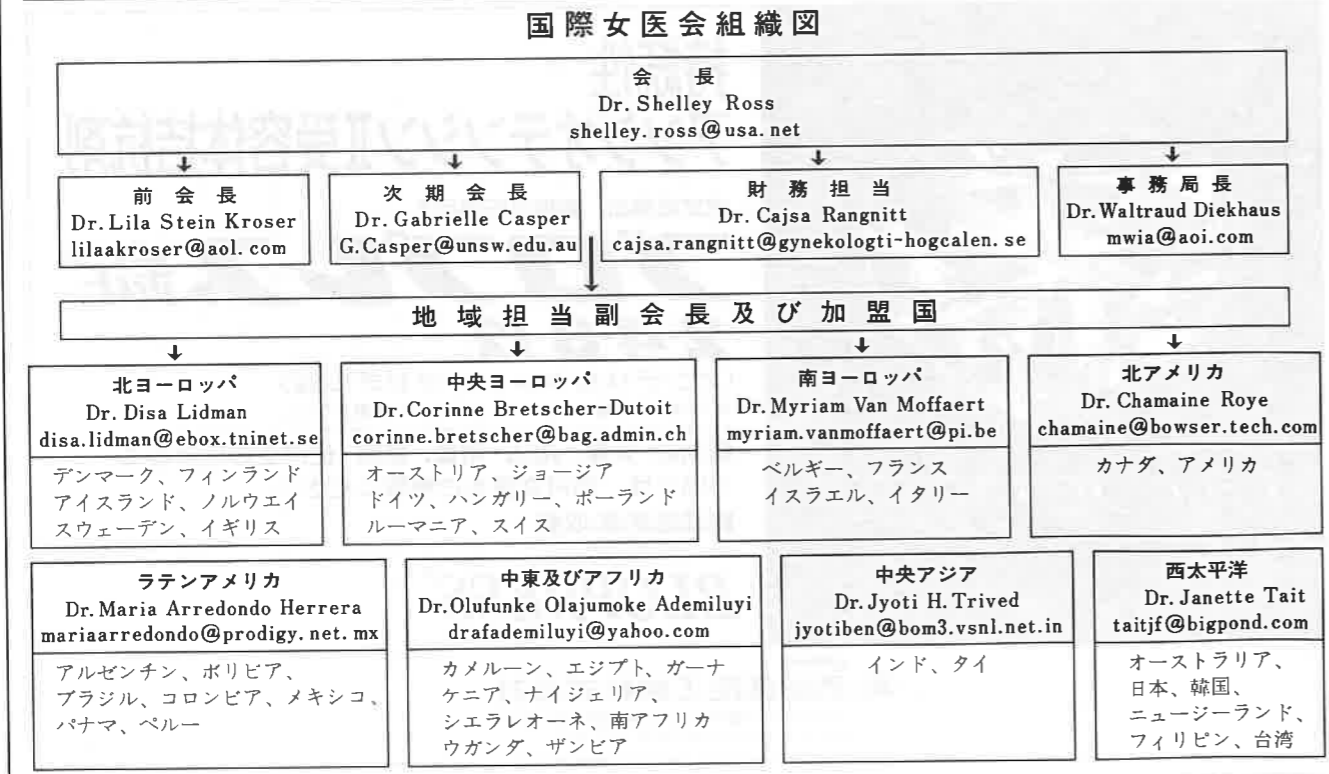 国際女医会組織図
会長
Dr. Shelley Ross
shelley.ross@usa.net
前会長
Dr. Lila Stein Kroser
lilaakroser@aol.com
次期会長
Dr. Gabrielle Casper
G.Casper@unsw.edu.au
財務担当
Dr. Cajsa Rangnitt
cajsa.rangnitt@gynekologti-hogcalen.se
事務局長
Dr. Waltraud Diekhaus
mwia@aoi.com
地域担当副会長及び加盟国
北ヨーロッパ
Dr. Disa Lidman
disa.lidman@ebox.tninet.se
デンマーク、フィンランド
アイスランド、ノルウエイ
スウェーデン、イギリス
中央ヨーロッパ
Dr. Corinne Bretscher-Dutoit
corinne.bretscher@bag.admin.ch
オーストリア、ジョージア
ドイツ、ハンガリー、ポーランド
ルーマニア、スイス
南ヨーロッパ
Dr. Myriam Van Moffaert
myriam.vanmoffaert@pi.be
ベルギー、フランス
イスラエル、イタリー
北アメリカ
Dr. Chamaine Roye
chamaine@bowser.tech.com
カナダ、アメリカ
ラテンアメリカ
Dr. Maria Arredondo Herrera
mariaarredondo@prodigy.net.mx
アルゼンチン、ボリビア、
ブラジル、コロンビア、メキシコ、
パナマ、ペルー
中東及びアフリカ
Dr. Olufunke Olajumoke Ademiluyi
drafademiluyi@yahoo.com
カメルーン、エジプト、ガーナ
ケニア、ナイジェリア、
シエラレオーネ、南アフリカ
ウガンダ、ザンビア
中央アジア
Dr. Jyoti H. Trived
jyotiben@bom3.vsnl.net.in
インド、タイ
西太平洋
Dr. Janette Tait
taitjf@bigpond.com
オーストラリア、
日本、韓国、
ニュージーランド、
フィリピン、台湾